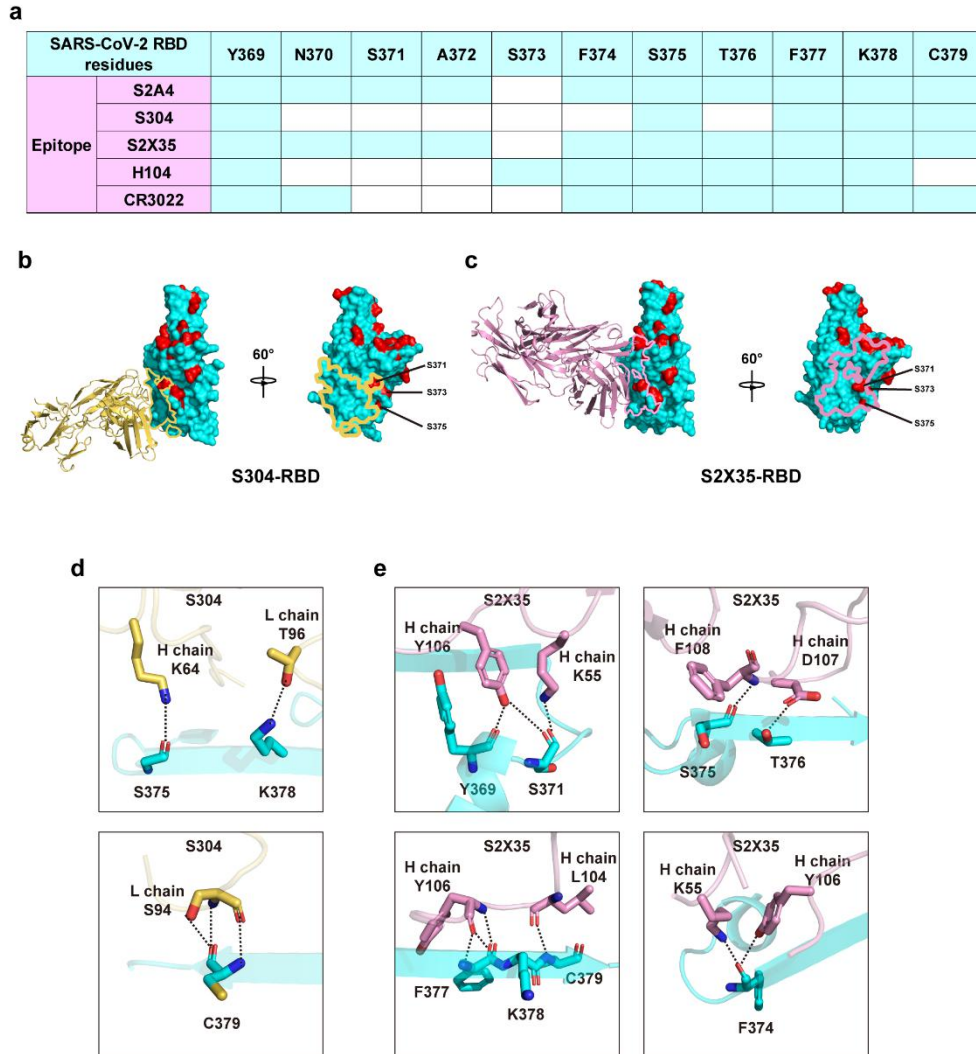 a
SARS-CoV-2 RBD residues Y369 N370 S371 A372 S373 F374 S375 T376 F377 K378 C379
Epitope
S2A4
S304
S2X35
H104
CR3022
b
60°
S371
S373
S375
S304-RBD
c
60°
S371
S373
S375
S2X35-RBD
d
S304
H chain
K64
L chain
T96
S375
K378
S304
L chain
S94
C379
e
S2X35
H chain
Y106
H chain
K55
Y369
S371
S2X35
H chain
F108
H chain
D107
S375
T376
S2X35
H chain
Y106
H chain
L104
F377
K378
C379
S2X35
H chain
K55
H chain
Y106
F374